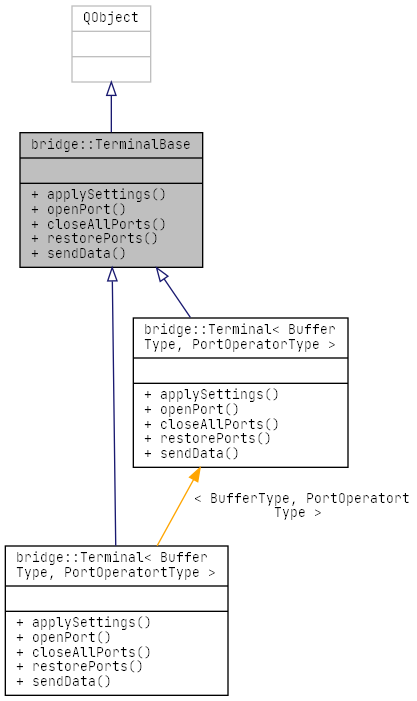 QObject
bridge::TerminalBase
+ applySettings()
+ openPort()
+ closeAllPorts()
+ restorePorts()
+ sendData()
bridge::Terminal< Buffer
Type, PortOperatorType >
+ applySettings()
+ openPort()
+ closeAllPorts()
+ restorePorts()
+ sendData()
< BufferType, PortOperatort
Type >
bridge::Terminal< Buffer
Type, PortOperatortType >
+ applySettings()
+ openPort()
+ closeAllPorts()
+ restorePorts()
+ sendData()